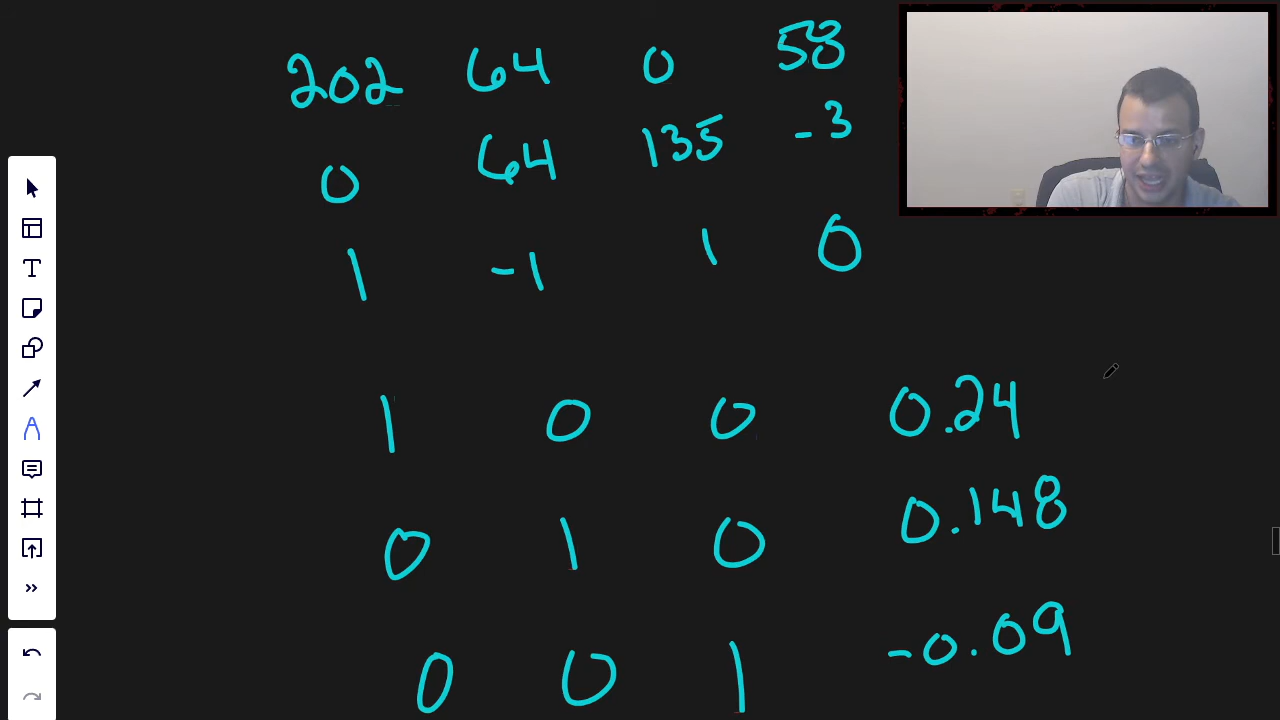 202 64 0 58
0 64 135 -3
1 -1 1 0
1 0 0 0.24
0 1 0 0.148
0 0 1 -0.09